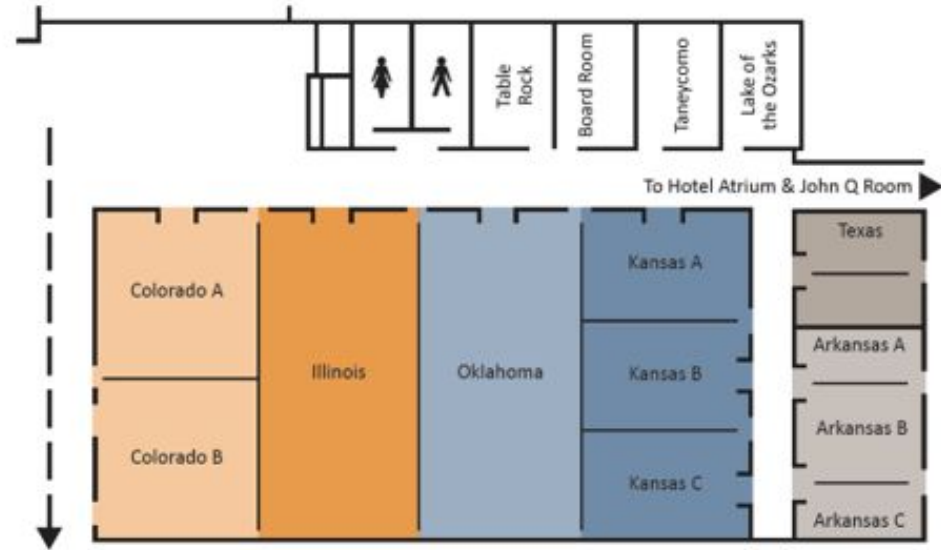 Table
Rock
Board Room
Taneycomo
Lake of
the Ozarks
To Hotel Atrium & John Q Room
Texas
Colorado A
Kansas A
Illinois
Oklahoma
Kansas B
Arkansas A
Colorado B
Arkansas B
Kansas C
Arkansas C